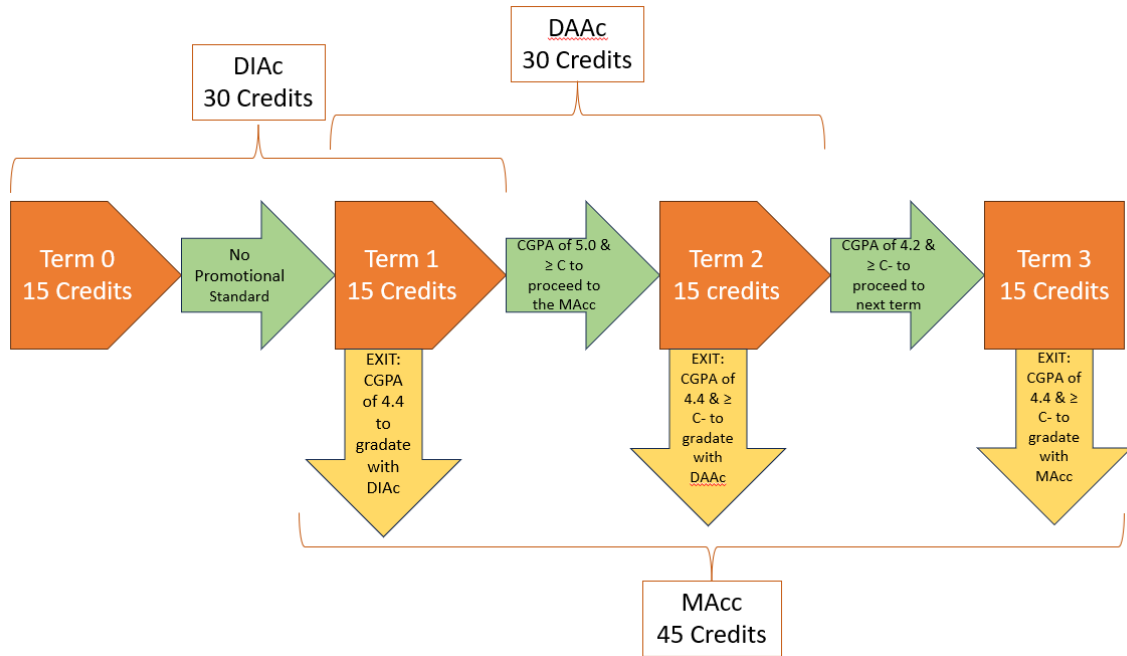 DAAc
30 Credits
DIAc
30 Credits
Term 0
15 Credits
No
Promotional
Standard
Term 1
15 Credits
CGPA of 5.0 &
≥ C to
proceed to
the MAcc
Term 2
15 credits
CGPA of 4.2 &
≥ C- to
proceed to
next term
Term 3
15 Credits
EXIT:
CGPA
of 4.4
to
gradate
with
DIAc
EXIT:
CGPA of
4.4 & ≥
C- to
gradate
with
DAAc
EXIT:
CGPA of
4.4 & ≥
C- to
gradate
with
MAcc
MAcc
45 Credits